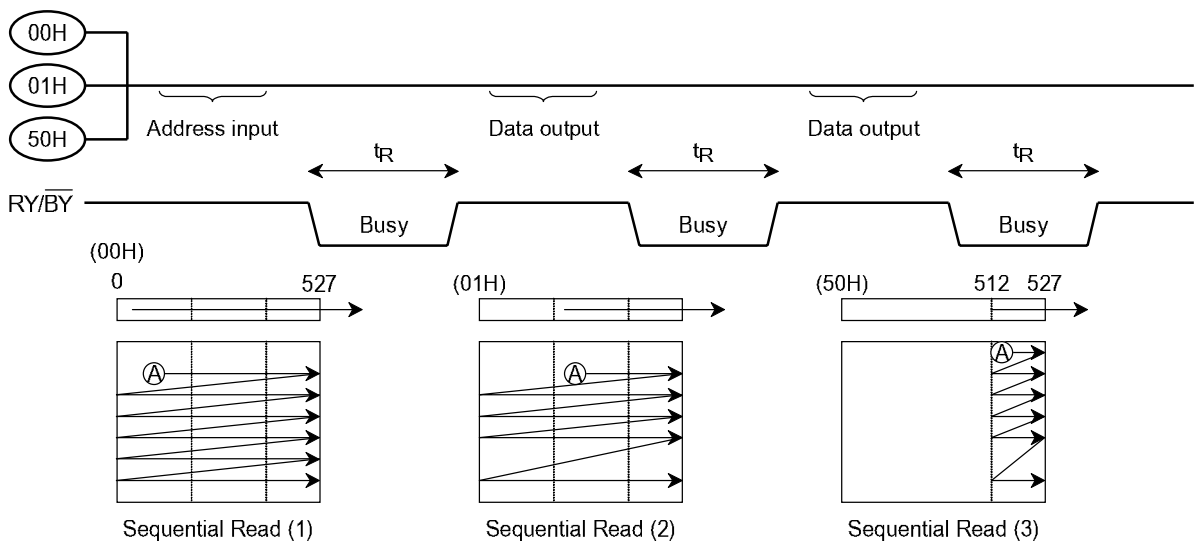 00H
01H
50H
Address input
Data output
Data output
tR
tR
tR
RY/B̅Y̅
Busy
Busy
Busy
(00H)
0
527
(01H)
(50H)
512
527
A
A
A
Sequential Read (1)
Sequential Read (2)
Sequential Read (3)